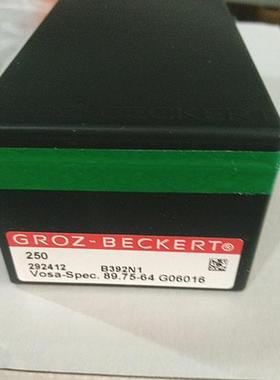 GROZ-BECKERT®
250
292412 B392N1
Vosa-Spec. 89.75-64 G06016